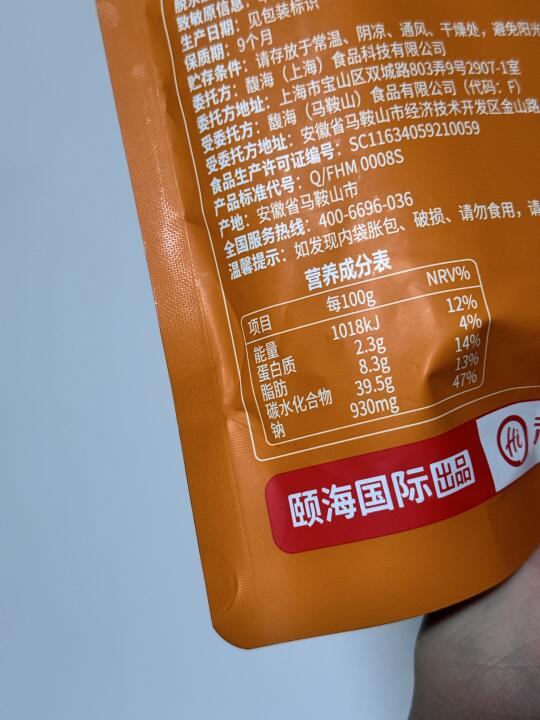 致敏原信息：
生产日期：见包装标识
保质期：9个月
贮存条件：请存放于常温、阴凉、通风、干燥处，避免阳光
委托方：馥海（上海）食品科技有限公司
委托方地址：上海市宝山区双城路803弄9号2907-1室
受委托方：馥海（马鞍山）食品有限公司（代码：F）
受委托方地址：安徽省马鞍山市经济技术开发区金山路
食品生产许可证编号：SC11634059210059
产品标准代号：Q/FHM 0008S
产地：安徽省马鞍山市
全国服务热线：400-6696-036
温馨提示：如发现内袋胀包、破损、请勿食用，请
营养成分表
项目 每100g NRV%
能量 1018kJ 12%
蛋白质 2.3g 4%
脂肪 8.3g 14%
碳水化合物 39.5g 13%
钠 930mg 47%
颐海国际出品
Hi